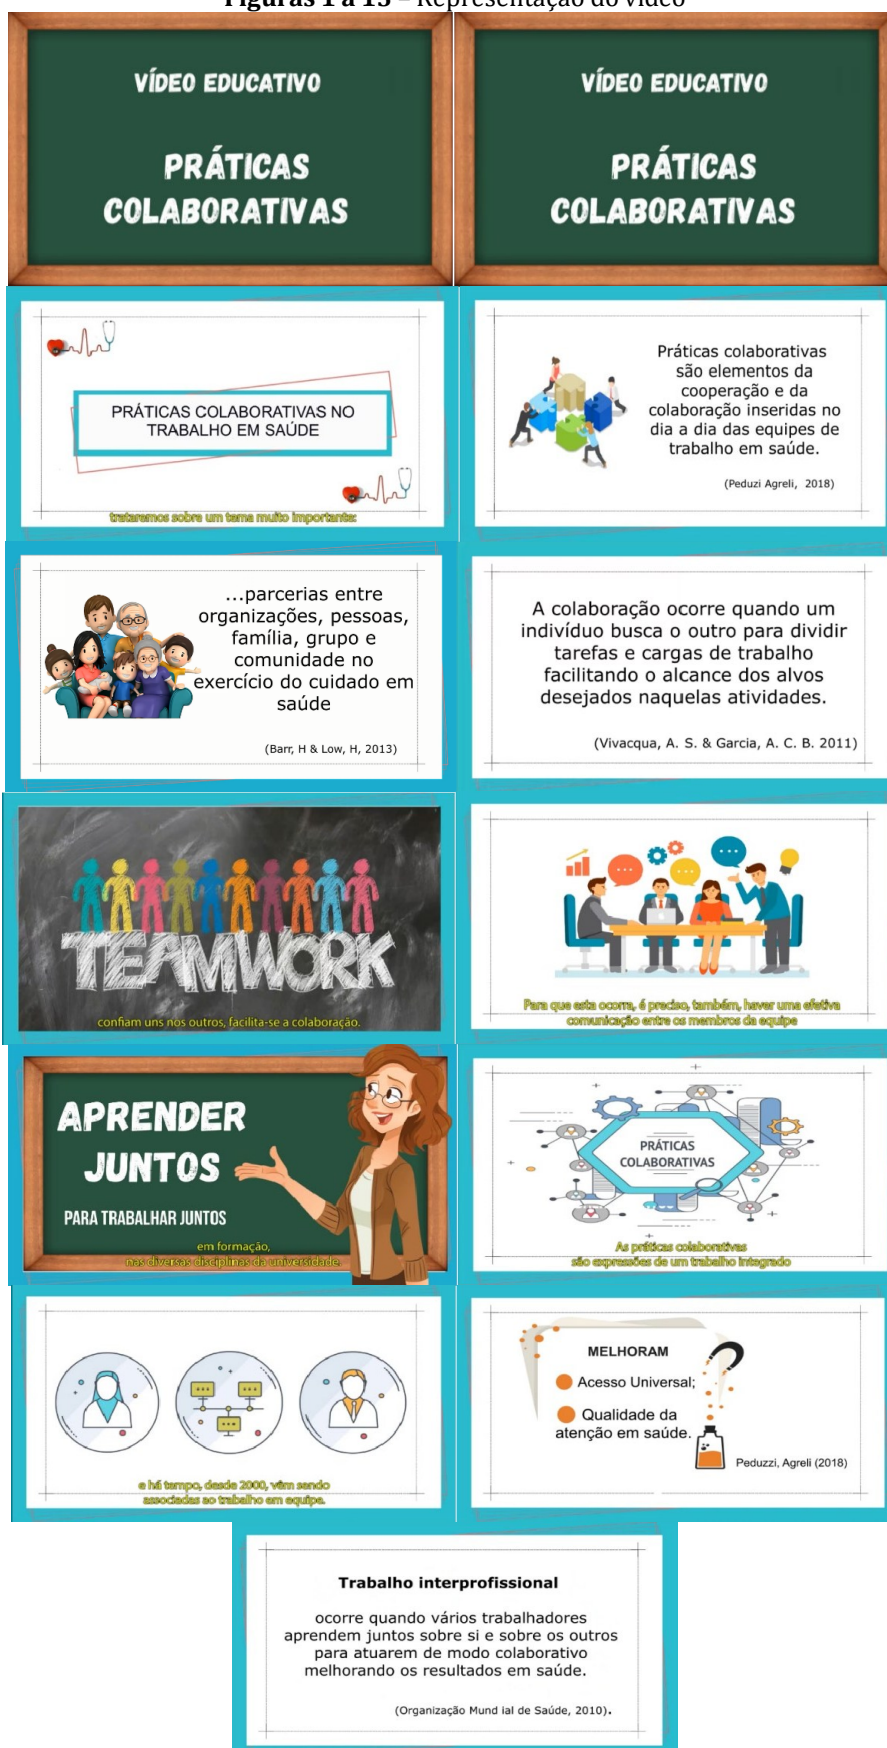 Figuras 1 a 13 – Representação do vídeo
VÍDEO EDUCATIVO
PRÁTICAS
COLABORATIVAS
VÍDEO EDUCATIVO
PRÁTICAS
COLABORATIVAS
PRÁTICAS COLABORATIVAS NO
TRABALHO EM SAÚDE
trataremos sobre um tema muito importante:
Práticas colaborativas
são elementos da
cooperação e da
colaboração inseridas no
dia a dia das equipes de
trabalho em saúde.
(Peduzi Agreli, 2018)
...parcerias entre
organizações, pessoas,
família, grupo e
comunidade no
exercício do cuidado em
saúde
(Barr, H & Low, H, 2013)
A colaboração ocorre quando um
indivíduo busca o outro para dividir
tarefas e cargas de trabalho
facilitando o alcance dos alvos
desejados naquelas atividades.
(Vivacqua, A. S. & Garcia, A. C. B. 2011)
TEAMWORK
confiam uns nos outros, facilita-se a colaboração.
Para que esta ocorra, é preciso, também, haver uma efetiva
comunicação entre os membros da equipe
APRENDER
JUNTOS
PARA TRABALHAR JUNTOS
em formação,
nas diversas disciplinas da universidade.
PRÁTICAS
COLABORATIVAS
As práticas colaborativas
são expressões de um trabalho integrado
e há tempo, desde 2000, vêm sendo
associadas ao trabalho em equipe.
MELHORAM
Acesso Universal;
Qualidade da
atenção em saúde.
Peduzzi, Agreli (2018)
Trabalho interprofissional
ocorre quando vários trabalhadores
aprendem juntos sobre si e sobre os outros
para atuarem de modo colaborativo
melhorando os resultados em saúde.
(Organização Mund ial de Saúde, 2010).